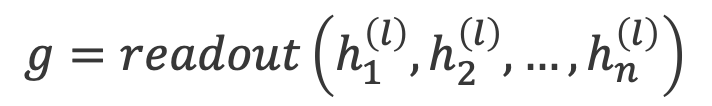 g = readout(h_1^{(l)}, h_2^{(l)}, ..., h_n^{(l)})